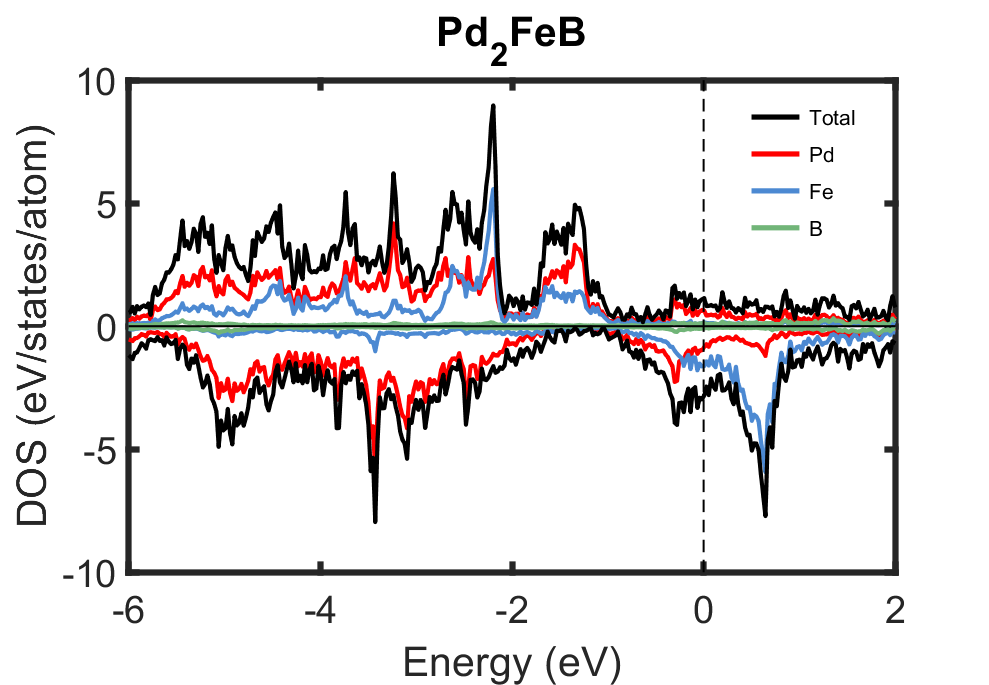 Pd₂FeB
10
5
0
-5
-10
DOS (eV/states/atom)
Total
Pd
Fe
B
-6 -4 -2 0 2
Energy (eV)